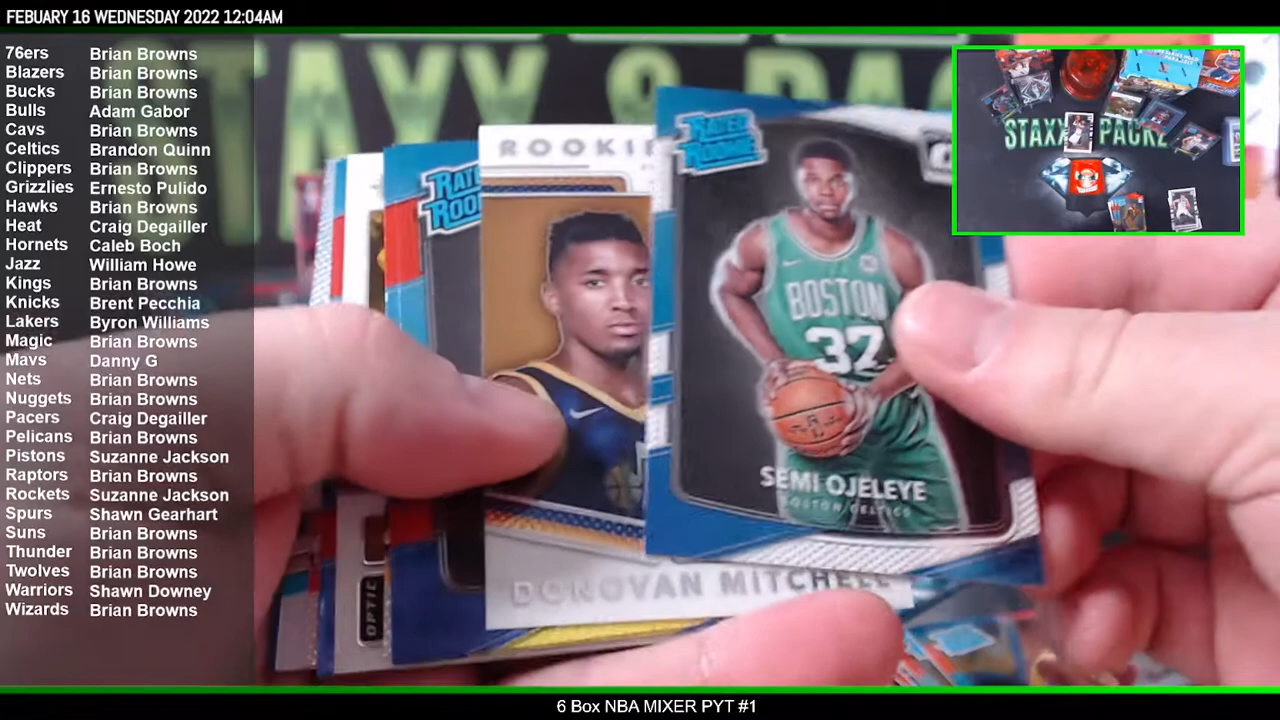 FEBUARY 16 WEDNESDAY 2022 12:04AM
76ers Brian Browns
Blazers Brian Browns
Bucks Brian Browns
Bulls Adam Gabor
Cavs Brian Browns
Celtics Brandon Quinn
Clippers Brian Browns
Grizzlies Ernesto Pulido
Hawks Brian Browns
Heat Craig Degailler
Hornets Caleb Boch
Jazz William Howe
Kings Brian Browns
Knicks Brent Pecchia
Lakers Byron Williams
Magic Brian Browns
Mavs Danny G
Nets Brian Browns
Nuggets Brian Browns
Pacers Craig Degailler
Pelicans Brian Browns
Pistons Suzanne Jackson
Raptors Brian Browns
Rockets Suzanne Jackson
Spurs Shawn Gearhart
Suns Brian Browns
Thunder Brian Browns
Twolves Brian Browns
Warriors Shawn Downey
Wizards Brian Browns
STAXX
RATED
ROOKIE
BOSTON
37
SEMI OJELEYE
BOSTON CELTICS
DONOVAN MITCHELL
OPTIC
6 Box NBA MIXER PYT #1